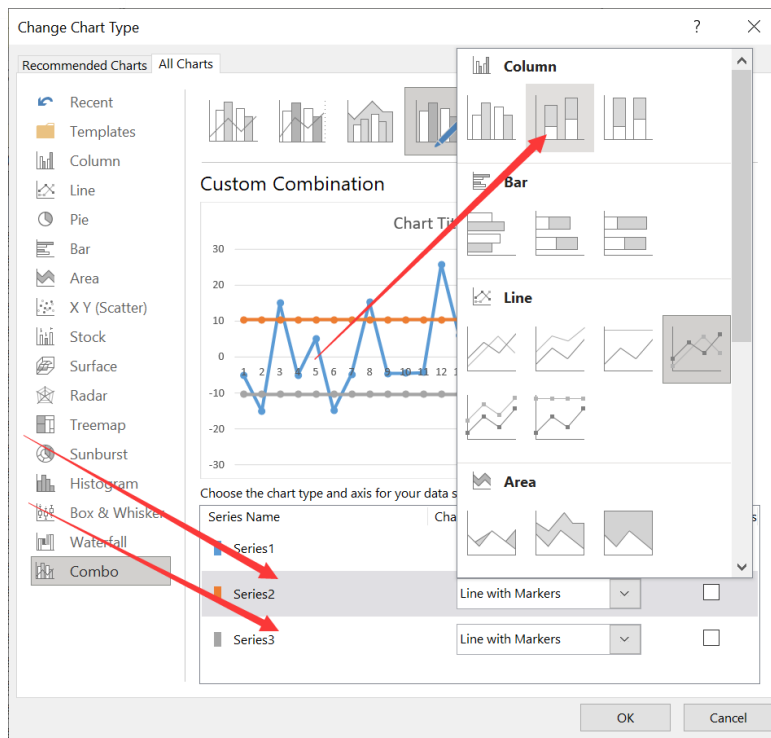 Change Chart Type
?
Recommended Charts
All Charts
Recent
Templates
Column
Line
Pie
Bar
Area
X Y (Scatter)
Stock
Surface
Radar
Treemap
Sunburst
Histogram
Box & Whisker
Waterfall
Combo
Custom Combination
Chart Tit
30
20
10
0
-10
-20
-30
1 2 3 4 5 6 7 8 9 10 11 12
Choose the chart type and axis for your data s
Series Name
Cha
s
Series1
Series2
Line with Markers
Series3
Line with Markers
Column
Bar
Line
Area
OK
Cancel